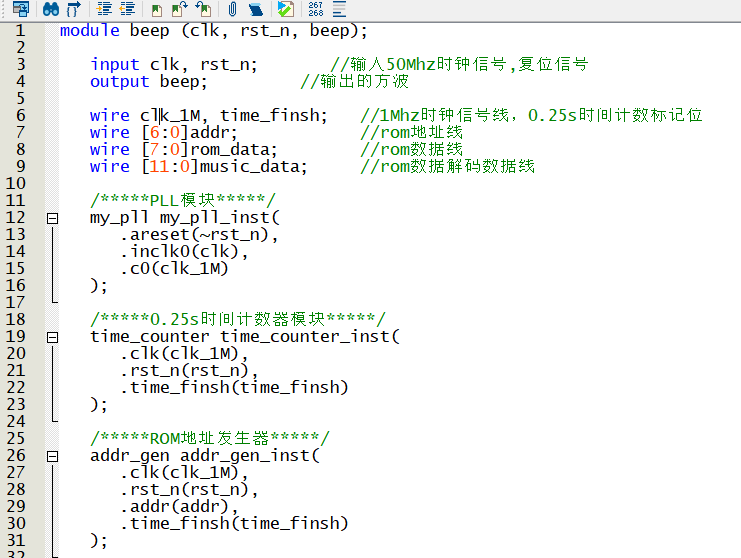 267
268
1 module beep (clk, rst_n, beep);
2
3 input clk, rst_n; //输入50Mhz时钟信号,复位信号
4 output beep; //输出的方波
5
6 wire clk_1M, time_finsh; //1Mhz时钟信号线，0.25s时间计数标记位
7 wire [6:0]addr; //rom地址线
8 wire [7:0]rom_data; //rom数据线
9 wire [11:0]music_data; //rom数据解码数据线
10
11 /*****PLL模块*****/
12 my_pll my_pll_inst(
13 .areset(~rst_n),
14 .inclk0(clk),
15 .c0(clk_1M)
16 );
17
18 /*****0.25s时间计数器模块*****/
19 time_counter time_counter_inst(
20 .clk(clk_1M),
21 .rst_n(rst_n),
22 .time_finsh(time_finsh)
23 );
24
25 /*****ROM地址发生器*****/
26 addr_gen addr_gen_inst(
27 .clk(clk_1M),
28 .rst_n(rst_n),
29 .addr(addr),
30 .time_finsh(time_finsh)
31 );
32